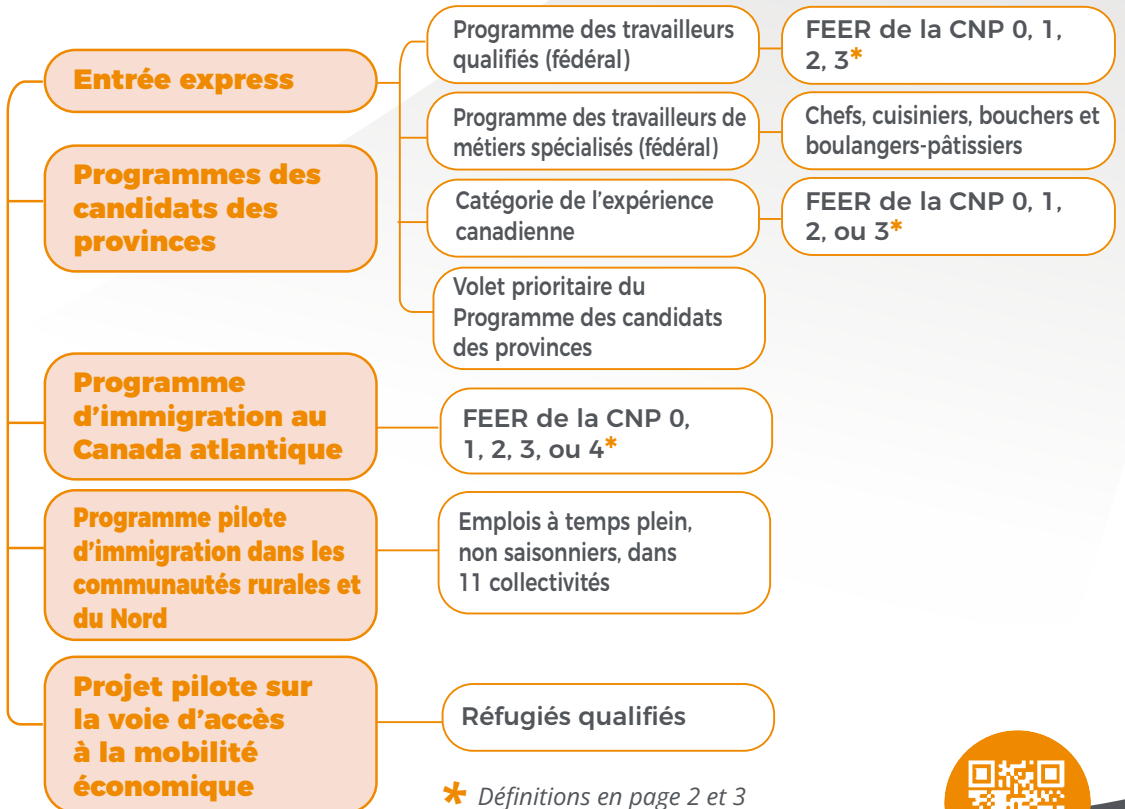 Entrée express
Programme des travailleurs
qualifiés (fédéral)
FEER de la CNP 0, 1,
2, 3*
Programme des travailleurs de
métiers spécialisés (fédéral)
Chefs, cuisiniers, bouchers et
boulangers-pâtissiers
Catégorie de l'expérience
canadienne
FEER de la CNP 0, 1,
2, ou 3*
Volet prioritaire du
Programme des candidats
des provinces
Programmes des
candidats des
provinces
Programme
d'immigration au
Canada atlantique
FEER de la CNP 0,
1, 2, 3, ou 4*
Programme pilote
d'immigration dans les
communautés rurales et
du Nord
Emplois à temps plein,
non saisonniers, dans
11 collectivités
Projet pilote sur
la voie d'accès
à la mobilité
économique
Réfugiés qualifiés
* Définitions en page 2 et 3